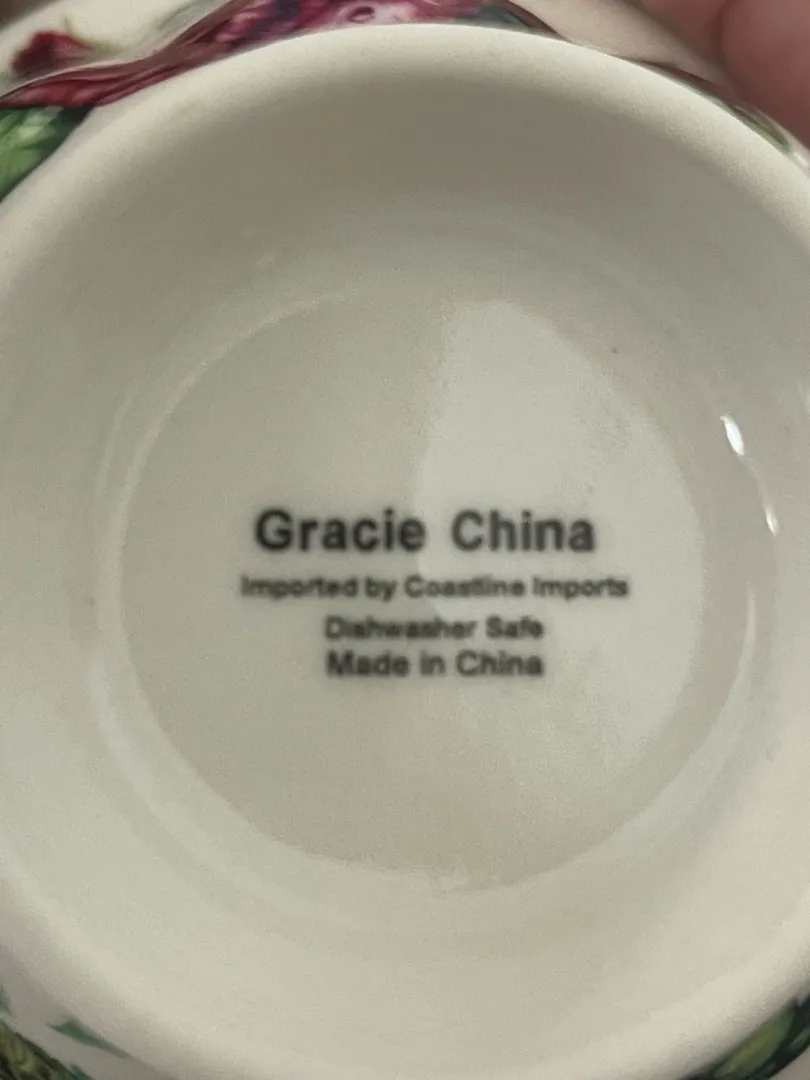 Gracie China
Imported by Coastline Imports
Dishwasher Safe
Made in China